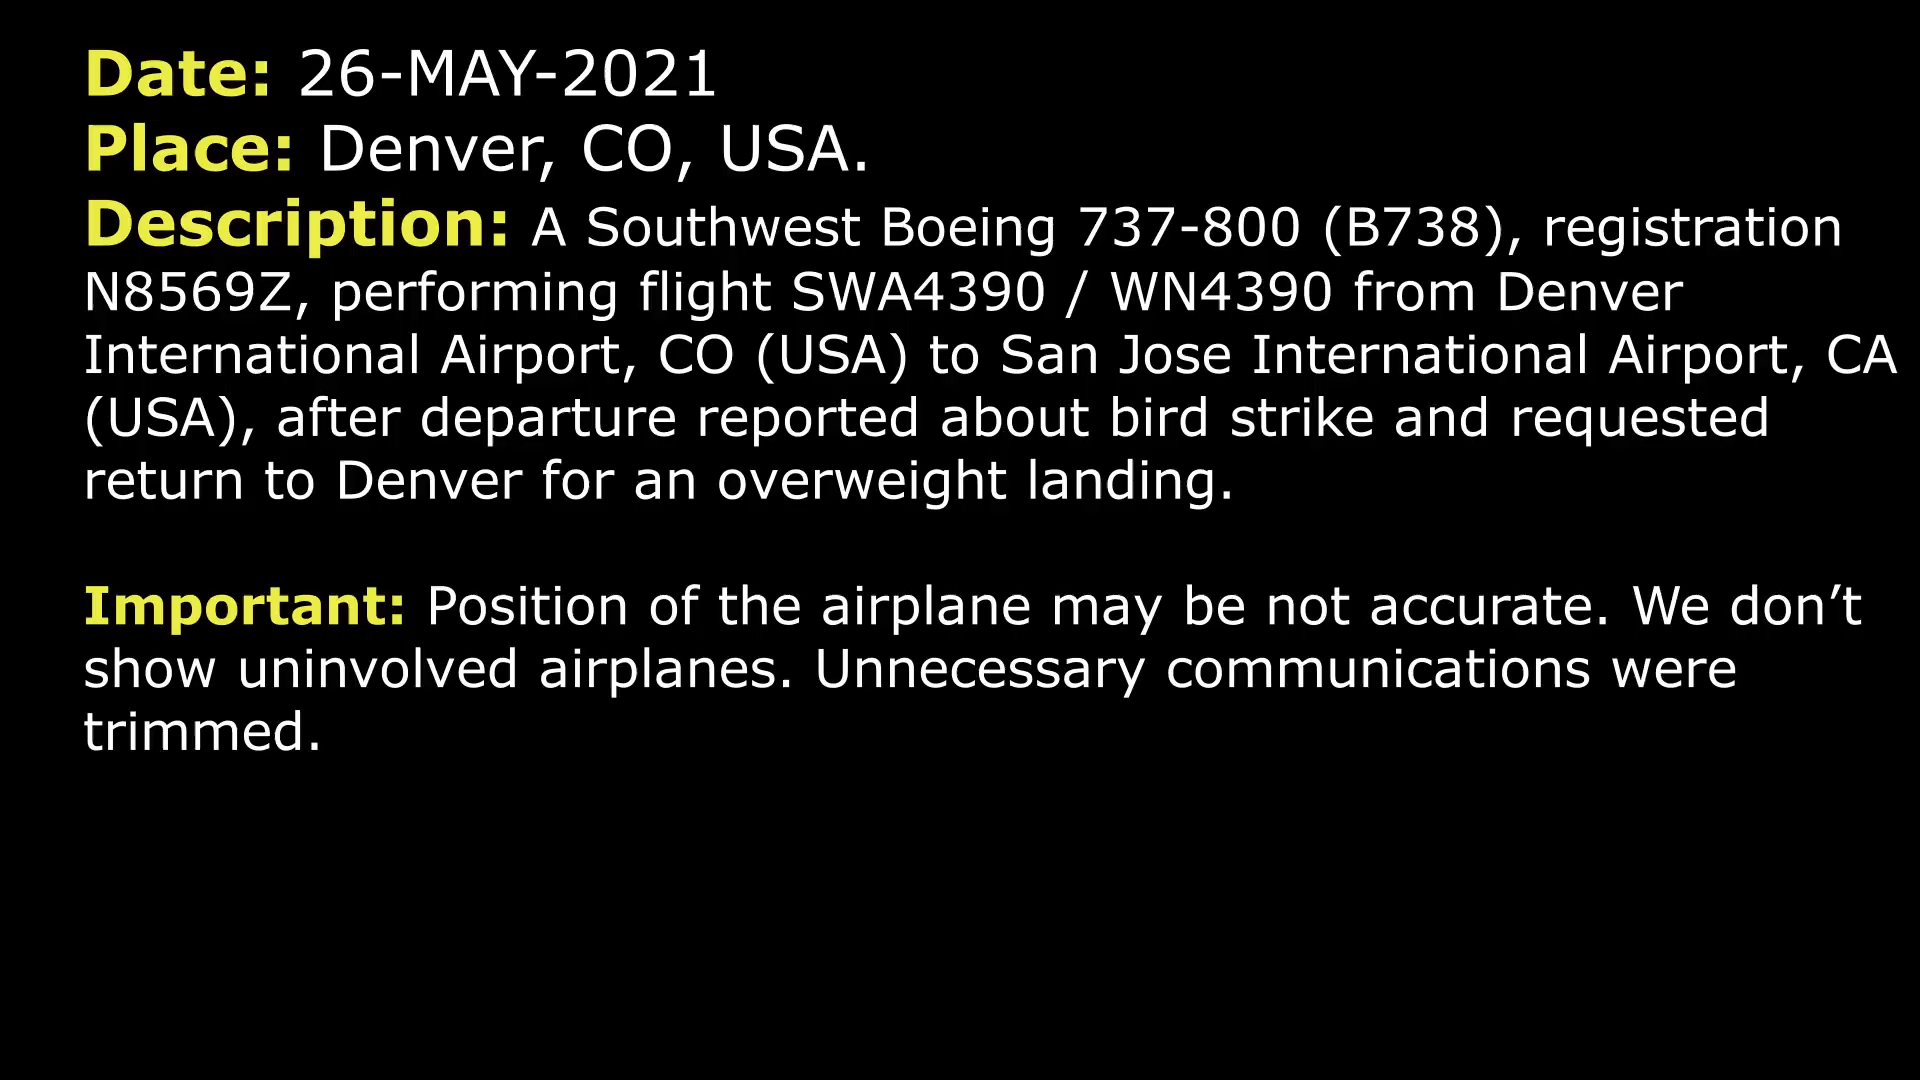 Date: 26-MAY-2021
Place: Denver, CO, USA.
Description: A Southwest Boeing 737-800 (B738), registration
N8569Z, performing flight SWA4390 / WN4390 from Denver
International Airport, CO (USA) to San Jose International Airport, CA
(USA), after departure reported about bird strike and requested
return to Denver for an overweight landing.
Important: Position of the airplane may be not accurate. We don’t
show uninvolved airplanes. Unnecessary communications were
trimmed.